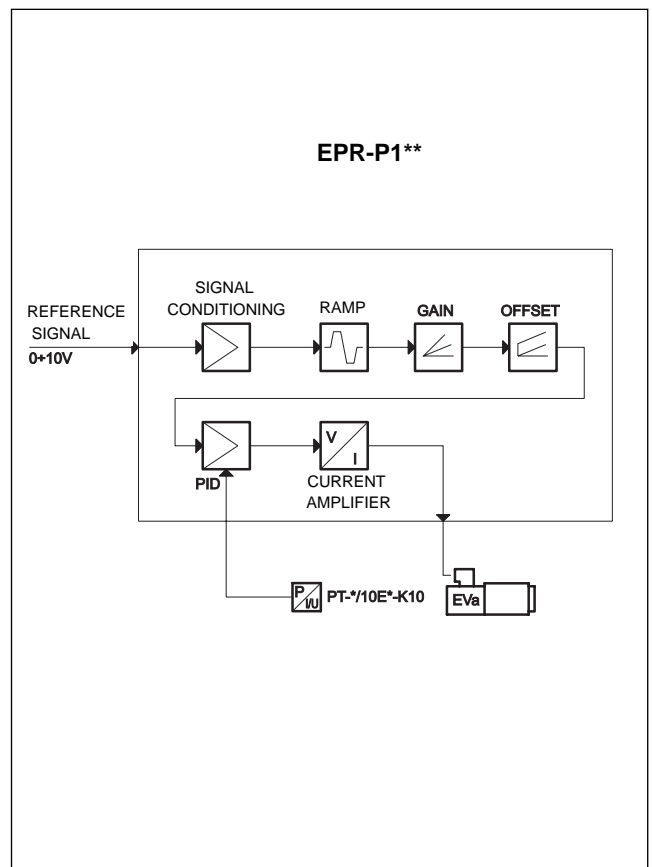 EPR-P1**
SIGNAL
CONDITIONING
RAMP
GAIN
OFFSET
REFERENCE
SIGNAL
0+10V
V
I
PID
CURRENT
AMPLIFIER
P
I/U
PT-*/10E*-K10
EVa